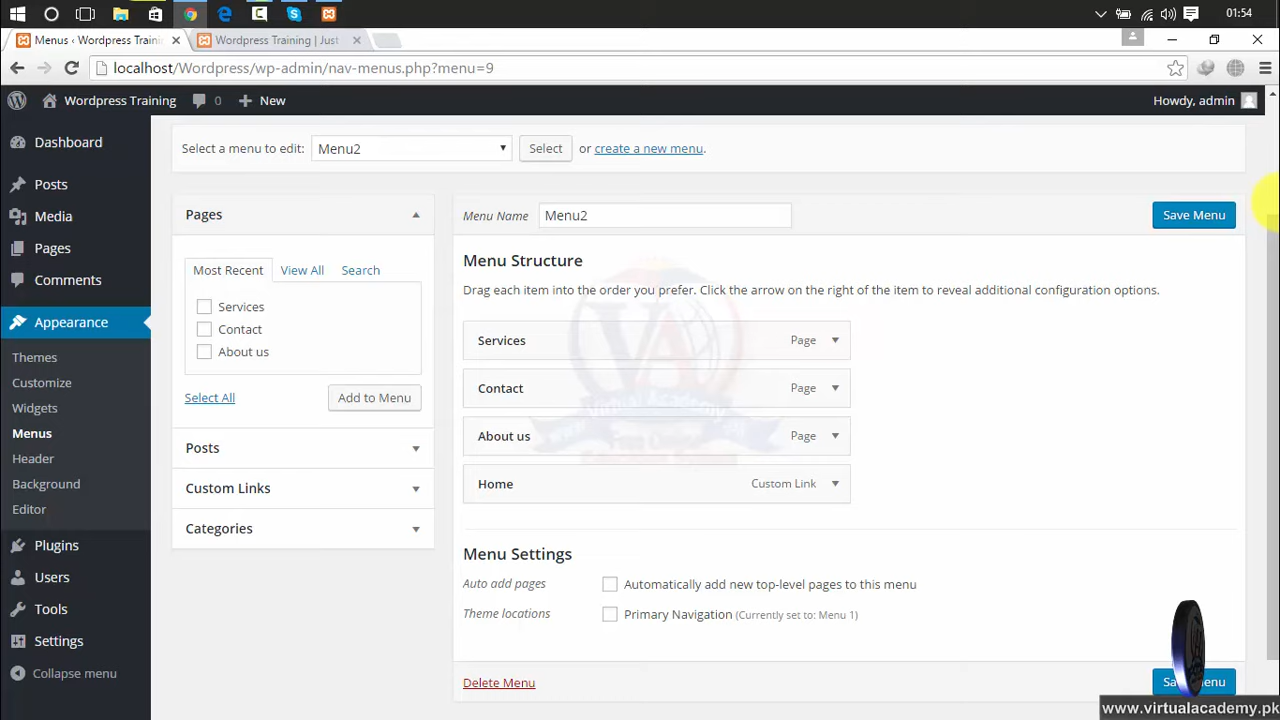 01:54
Menus ‹ Wordpress Traini
Wordpress Training | Just
localhost/Wordpress/wp-admin/nav-menus.php?menu=9
Wordpress Training 0 New Howdy, admin
Dashboard
Posts
Media
Pages
Comments
Appearance
Themes
Customize
Widgets
Menus
Header
Background
Editor
Plugins
Users
Tools
Settings
Collapse menu
Select a menu to edit: Menu2 Select or create a new menu.
Pages
Most Recent View All Search
Services
Contact
About us
Select All Add to Menu
Posts
Custom Links
Categories
Menu Name Menu2 Save Menu
Menu Structure
Drag each item into the order you prefer. Click the arrow on the right of the item to reveal additional configuration options.
Services Page
Contact Page
About us Page
Home Custom Link
Menu Settings
Auto add pages Automatically add new top-level pages to this menu
Theme locations Primary Navigation (Currently set to: Menu 1)
Delete Menu
www.virtualacademy.pk